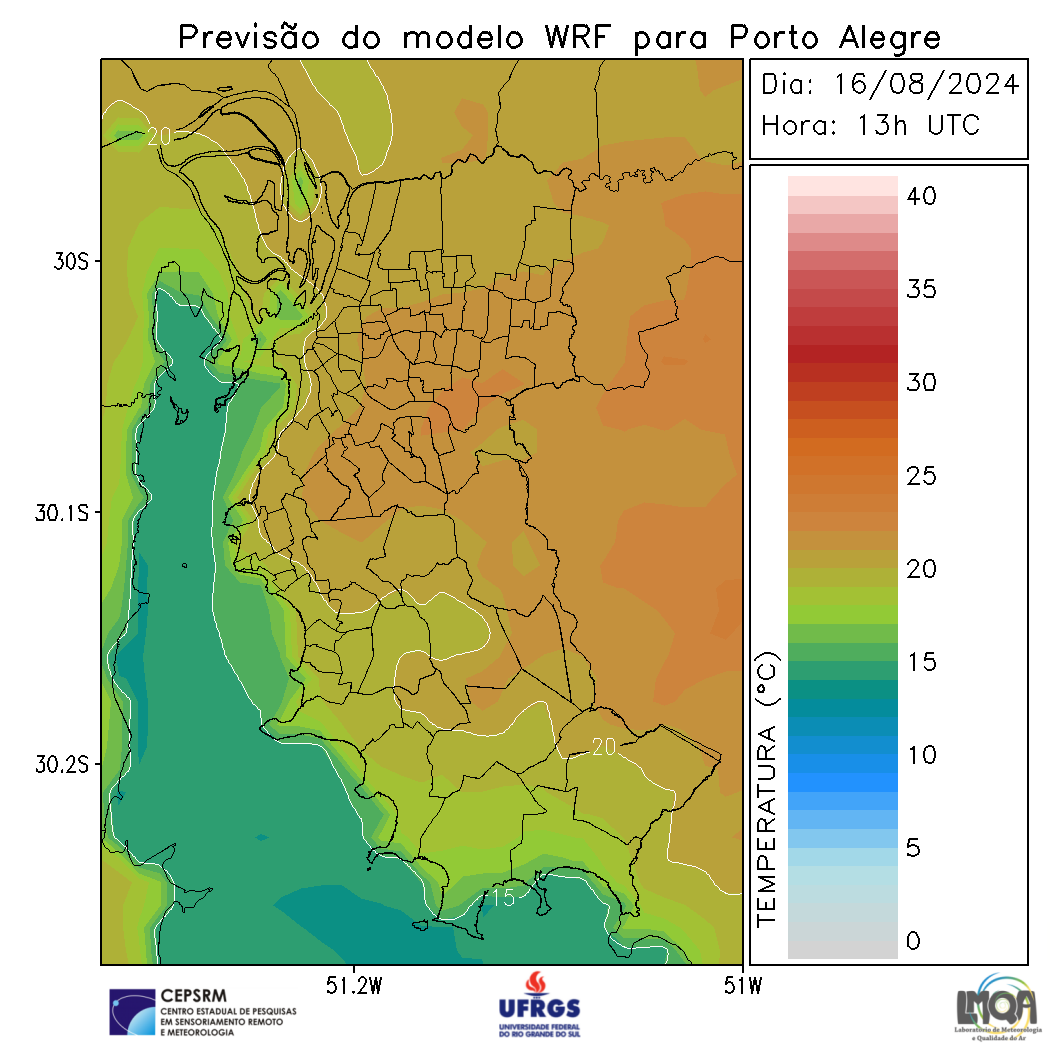 Previsão do modelo WRF para Porto Alegre
Dia: 16/08/2024
Hora: 13h UTC
20
30S
30.1S
30.2S
20
15
51.2W
51W
TEMPERATURA (°C)
40
35
30
25
20
15
10
5
0
CEPSRM
CENTRO ESTADUAL DE PESQUISAS
EM SENSORIAMENTO REMOTO
E METEOROLOGIA
UFRGS
UNIVERSIDADE FEDERAL
DO RIO GRANDE DO SUL
LMQA
Laboratório de Meteorologia
e Qualidade do Ar